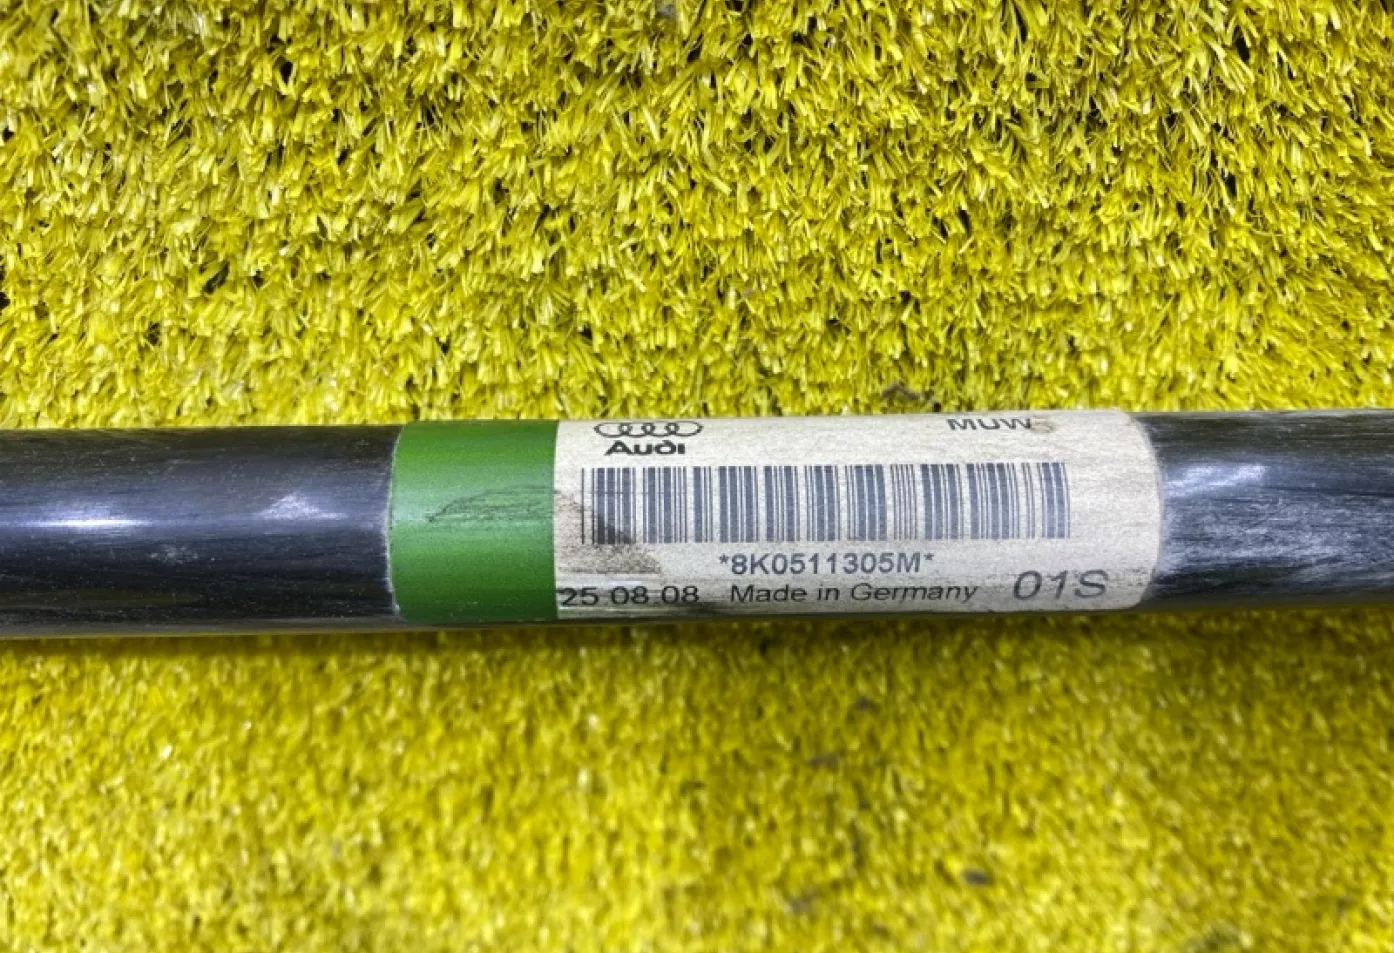 MUW
Audi
*8K0511305M*
25 08.08 Made in Germany 01S